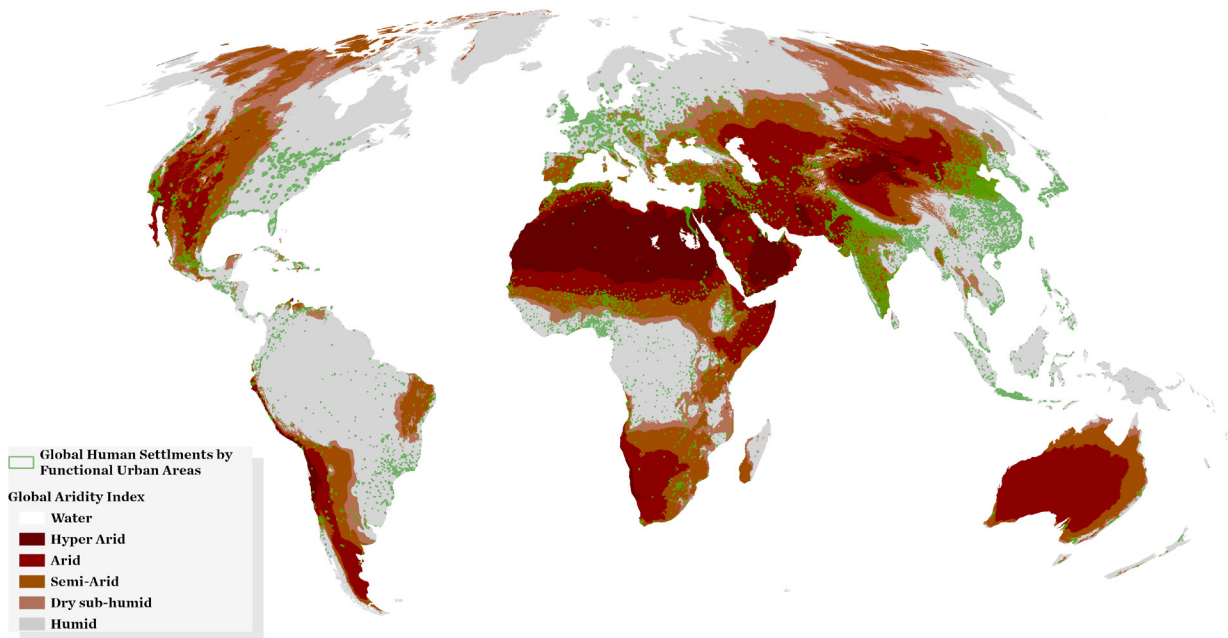 Global Human Settlments by
Functional Urban Areas
Global Aridity Index
Water
Hyper Arid
Arid
Semi-Arid
Dry sub-humid
Humid